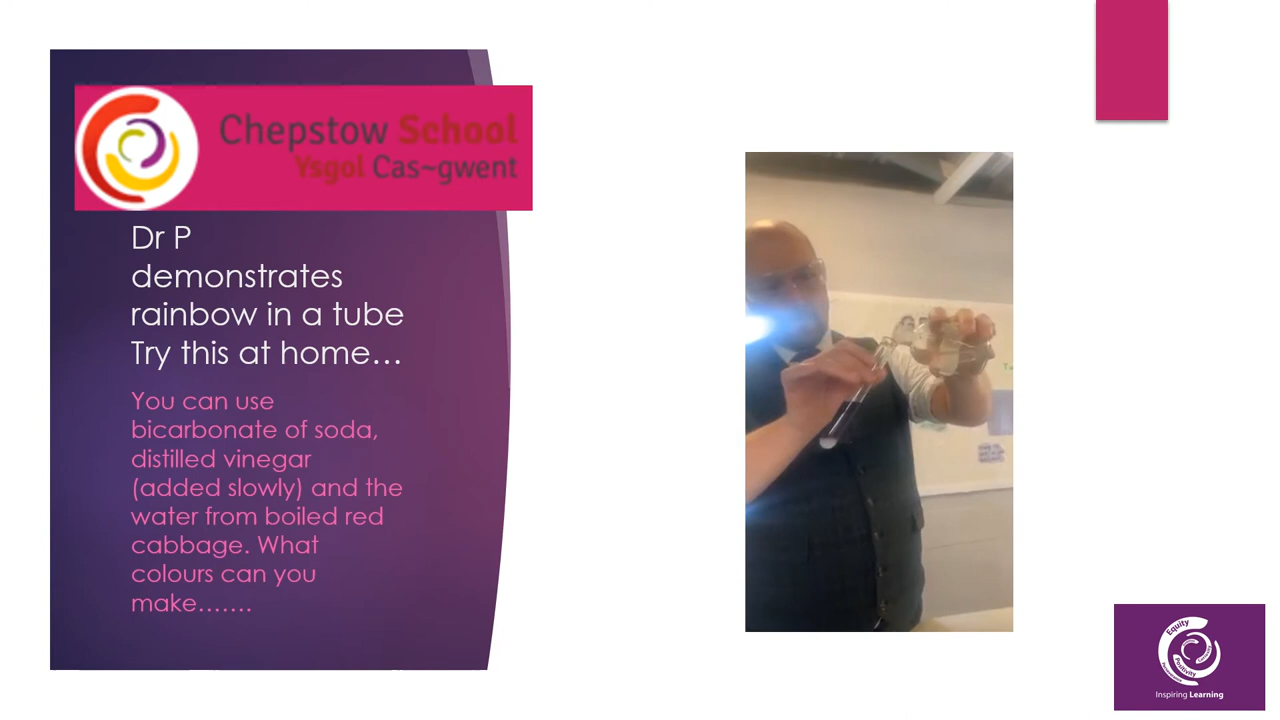 Chepstow School
Ysgol Cas~gwent
Dr P
demonstrates
rainbow in a tube
Try this at home…
You can use
bicarbonate of soda,
distilled vinegar
(added slowly) and the
water from boiled red
cabbage. What
colours can you
make…….
Equity
Positivity
Inspiring Learning